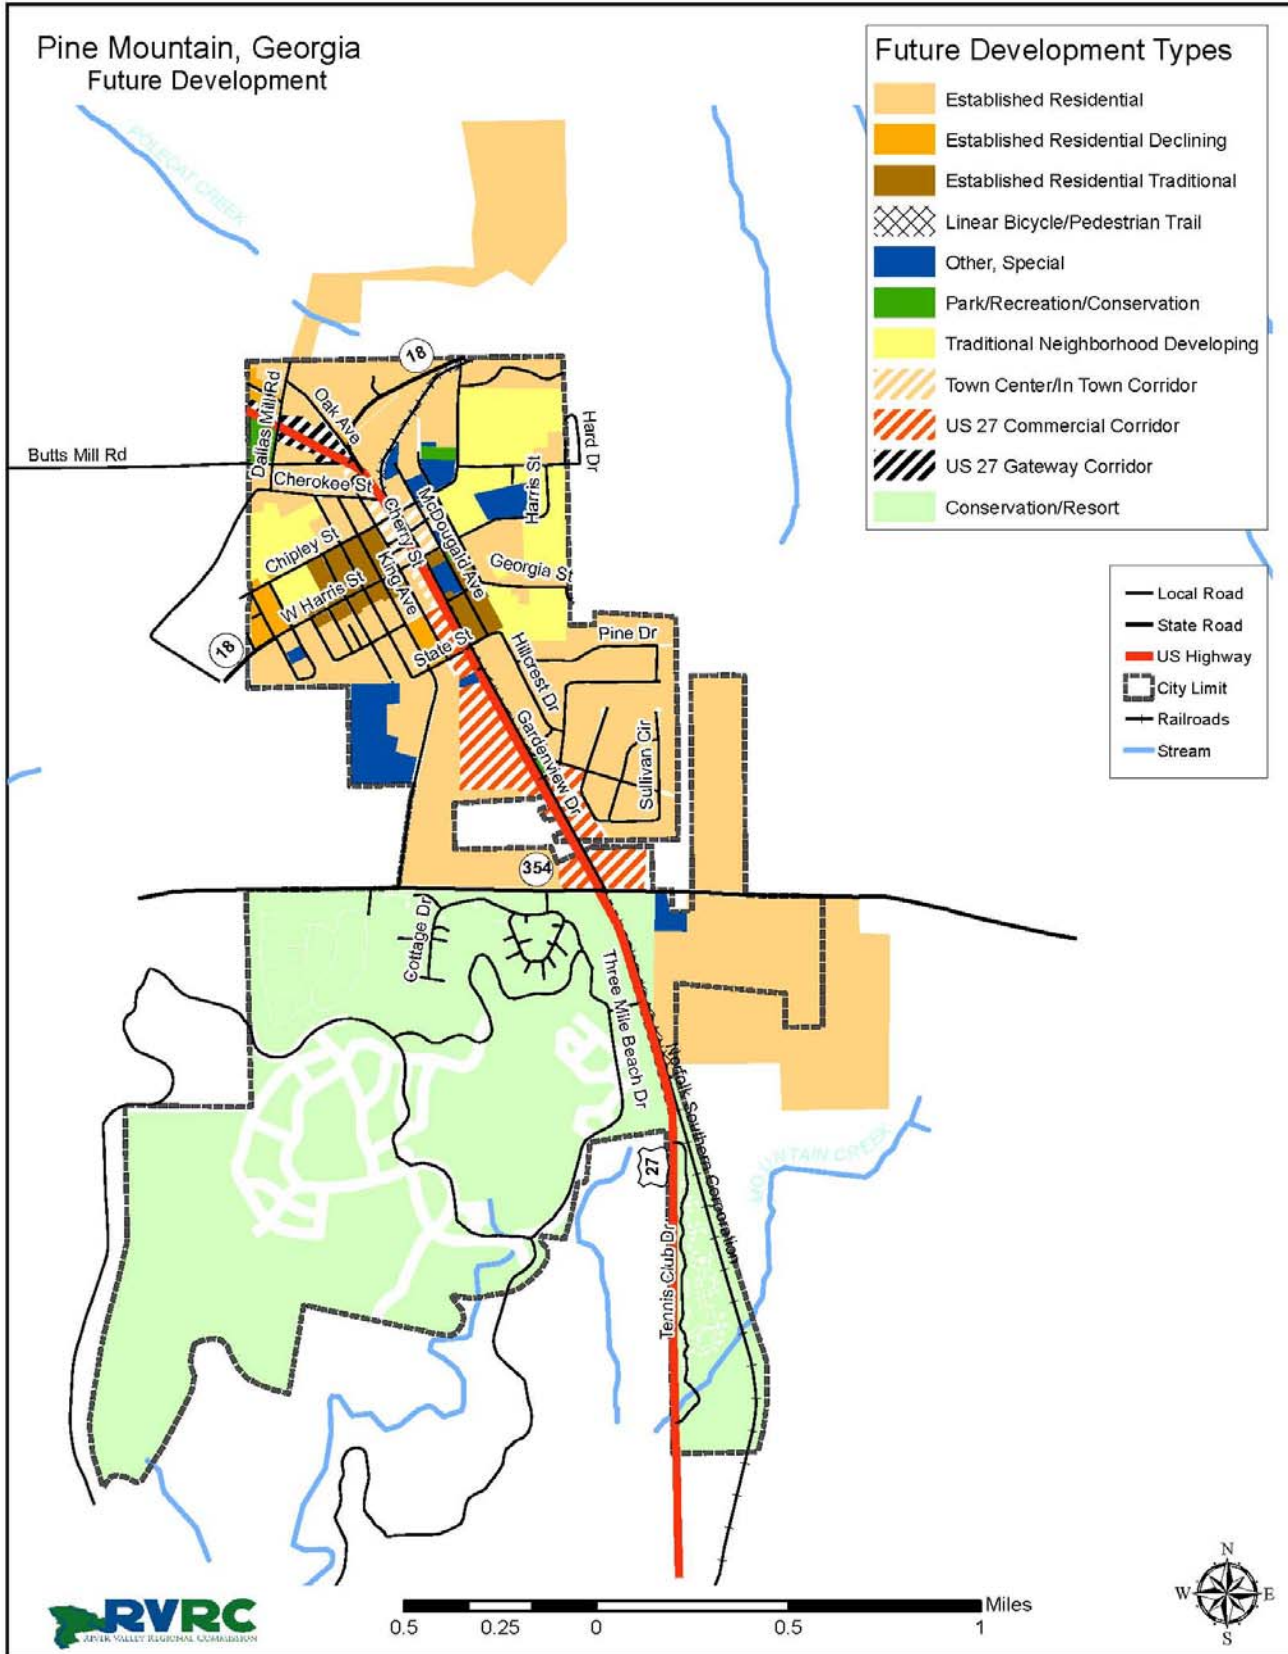 Pine Mountain, Georgia
Future Development
Future Development Types
Established Residential
Established Residential Declining
Established Residential Traditional
Linear Bicycle/Pedestrian Trail
Other, Special
Park/Recreation/Conservation
Traditional Neighborhood Developing
Town Center/In Town Corridor
US 27 Commercial Corridor
US 27 Gateway Corridor
Conservation/Resort
Local Road
State Road
US Highway
City Limit
Railroads
Stream
POLECAT CREEK
18
Dallas Mill Rd
Oak Ave
Hard Dr
Butts Mill Rd
Cherokee St
Harris St
McDougald Ave
Cherry St
Chipley St
King Ave
Georgia St
W Harris St
18
State St
Pine Dr
Hillcrest Dr
Gardenview Dr
Sullivan Cir
354
Cottage Dr
Three Mile Beach Dr
Norfolk Southern Corporation
MOUNTAIN CREEK
27
Tennis Club Dr
RVRC
RIVER VALLEY REGIONAL COMMISSION
Miles
0.5 0.25 0 0.5 1
N
W E
S